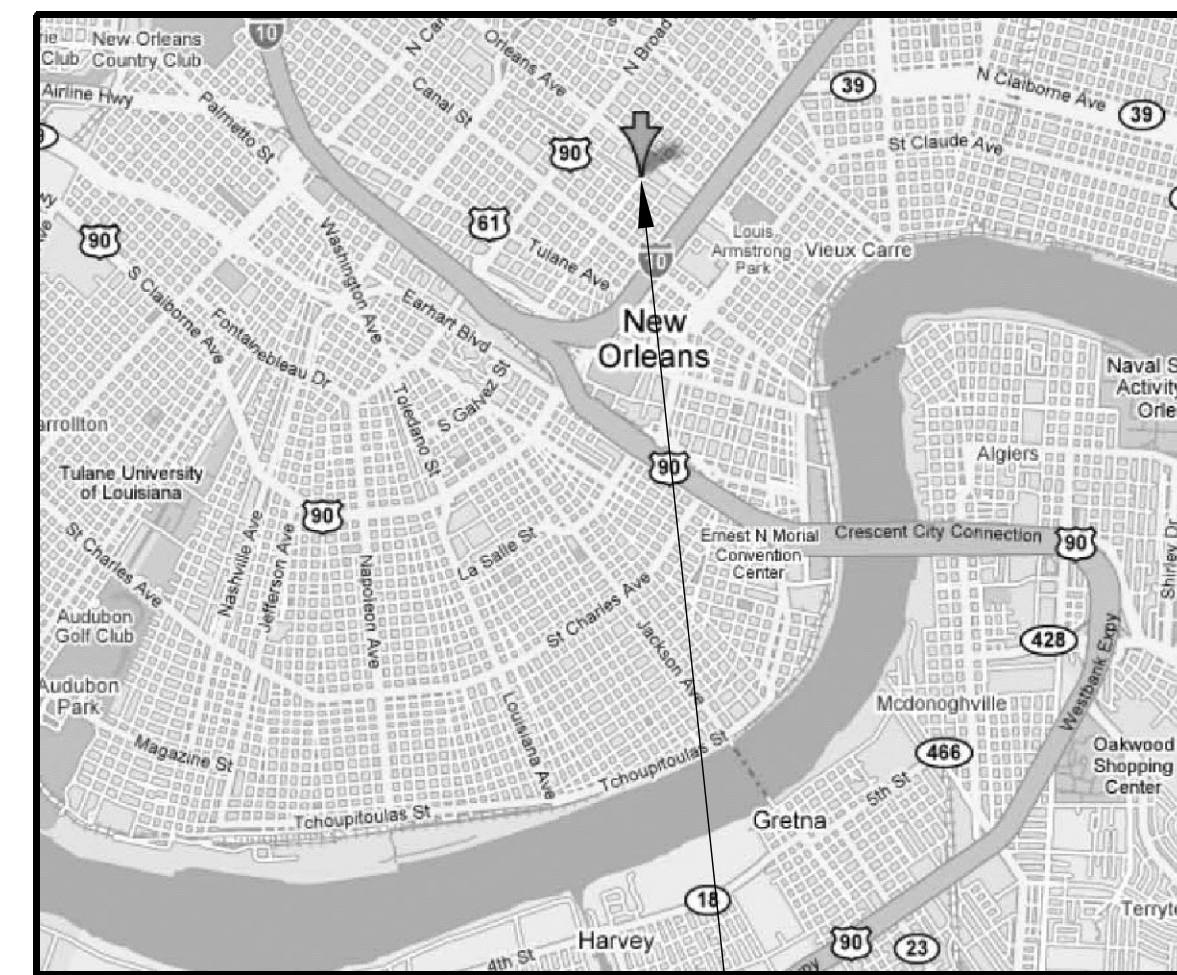 10
New Orleans
Club Country Club
Airline Hwy
Palmetto St
Canal St
Orleans Ave
N Broad
39
N Claiborne Ave
39
St Claude Ave
90
61
90
Tulane Ave
Louis
Armstrong
Park
Vieux Carre
10
Washington Ave
S Claiborne Ave
Fontainebleau Dr
Earhart Blvd
New
Orleans
S Galvez St
Toledano St
Naval S
Activity
Orle
arrollton
Algiers
Tulane University
of Louisiana
90
90
St Charles Ave
Nashville Ave
Jefferson Ave
Napoleon Ave
La Salle St
St Charles Ave
Jackson Ave
Ernest N Morial
Convention
Center
Crescent City Connection
90
Shirley Dr
428
Westbank Expy
Audubon
Golf Club
Audubon
Park
Magazine St
Louisiana Ave
Tchoupitoulas St
Tchoupitoulas St
Mcdonoghville
466
Oakwood
Shopping
Center
5th St
Gretna
18
Harvey
4th St
90
23
Terryto